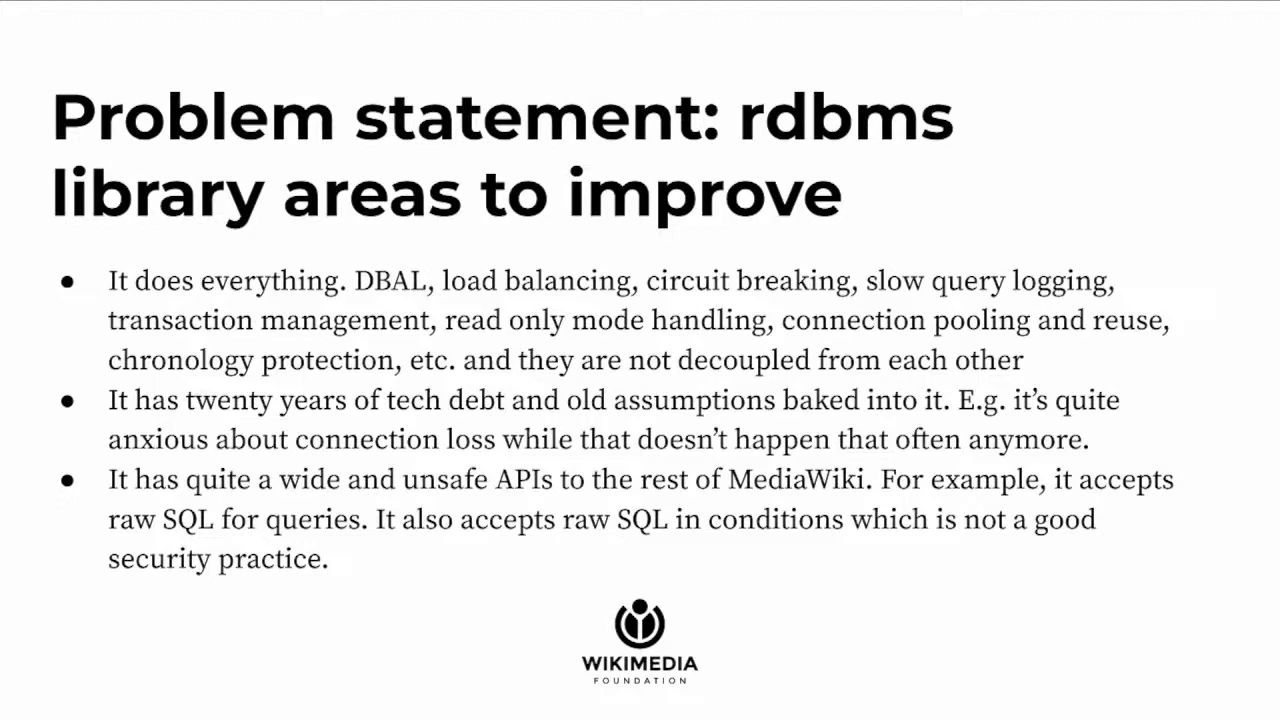 Problem statement: rdbms
library areas to improve
● It does everything. DBAL, load balancing, circuit breaking, slow query logging,
transaction management, read only mode handling, connection pooling and reuse,
chronology protection, etc. and they are not decoupled from each other
● It has twenty years of tech debt and old assumptions baked into it. E.g. it’s quite
anxious about connection loss while that doesn’t happen that often anymore.
● It has quite a wide and unsafe APIs to the rest of MediaWiki. For example, it accepts
raw SQL for queries. It also accepts raw SQL in conditions which is not a good
security practice.
WIKIMEDIA
FOUNDATION